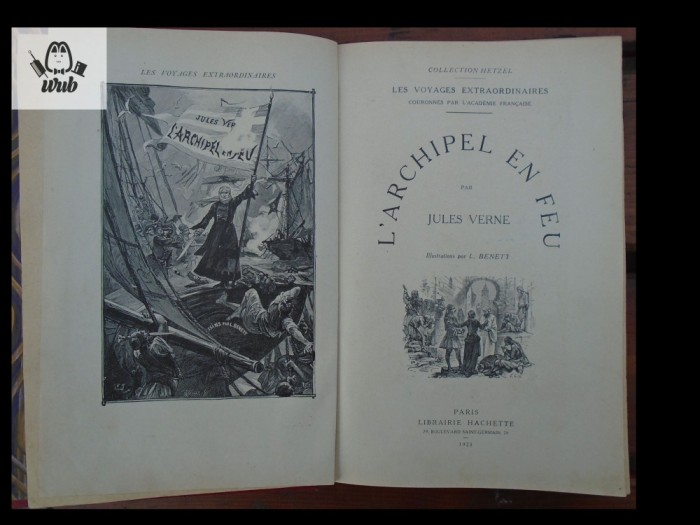 wub
LES VOYAGES EXTRAORDINAIRES
JULES VER
L'ARCHIPEL EN FEU
COLLECTION HETZEL
LES VOYAGES EXTRAORDINAIRES
COURONNÉS PAR L'ACADÉMIE FRANÇAISE
L'ARCHIPEL EN FEU
PAR
JULES VERNE
Illustrations par L. BENETT
PARIS
LIBRAIRIE HACHETTE
79 BOULEVARD SAINT-GERMAIN, 79